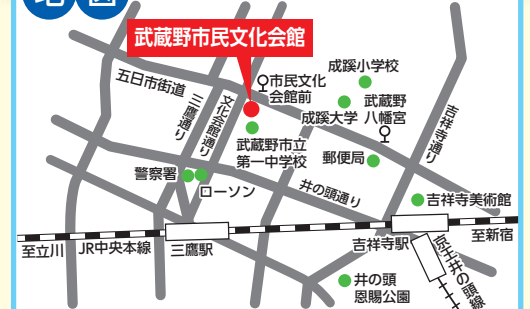 地図
武蔵野市民文化会館
成蹊小学校
市民文化
会館前
五日市街道
三鷹通り
文化会館通り
成蹊大学
武蔵野
八幡宮
吉祥寺通り
武蔵野市立
第一中学校
郵便局
警察署
ローソン
井の頭通り
吉祥寺美術館
至立川
JR中央本線
三鷹駅
吉祥寺駅
至新宿
京王井の頭線
井の頭
恩賜公園